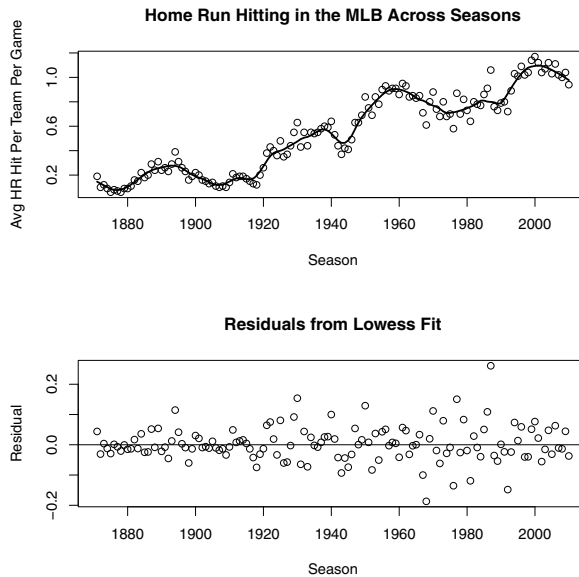 Home Run Hitting in the MLB Across Seasons
Avg HR Hit Per Team Per Game
1.0
0.6
0.2
1880 1900 1920 1940 1960 1980 2000
Season
Residuals from Lowess Fit
Residual
0.2
0.0
−0.2
1880 1900 1920 1940 1960 1980 2000
Season